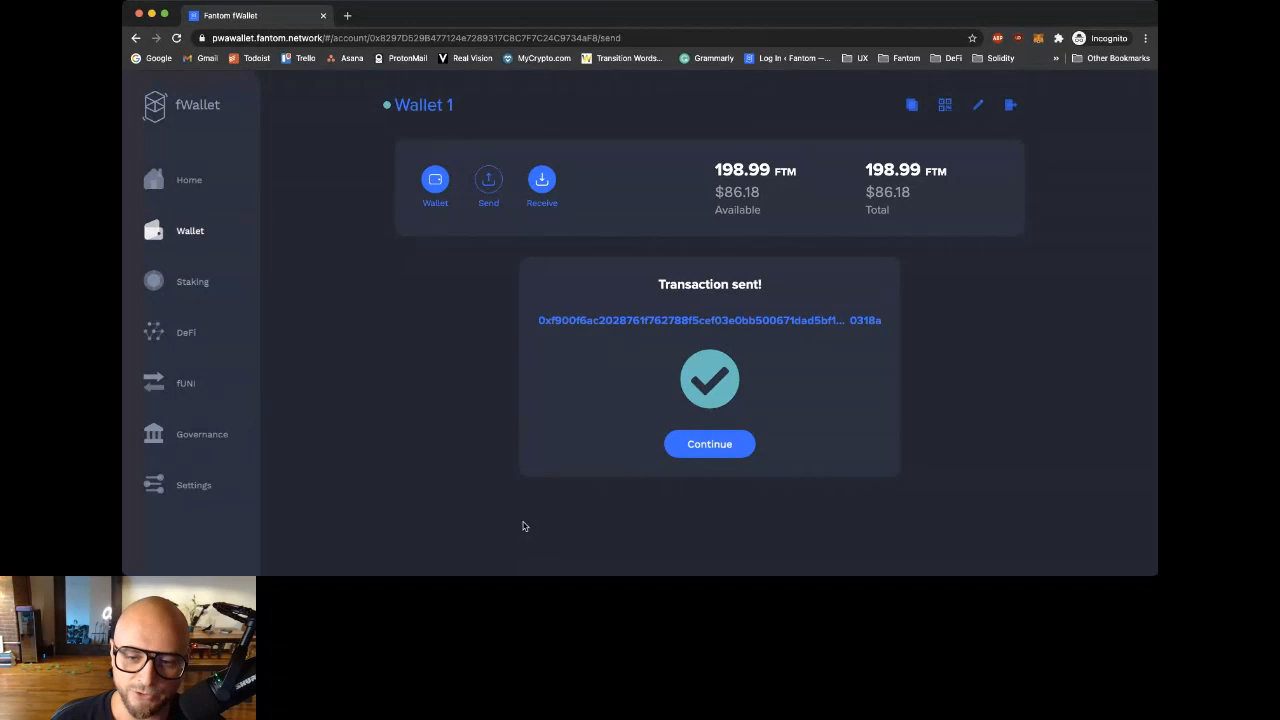 Fantom fWallet
pwawallet.fantom.network/#/account/0x8297D529B477124e7289317C8C7F7C24C9734aF8/send
ABP
Incognito
Google
Gmail
Todoist
Trello
Asana
ProtonMail
Real Vision
MyCrypto.com
Transition Words...
Grammarly
Log In ‹ Fantom —...
UX
Fantom
DeFi
Solidity
»
Other Bookmarks
fWallet
Wallet 1
Home
Wallet
Staking
DeFi
fUNI
Governance
Settings
Wallet
Send
Receive
198.99 FTM
$86.18
Available
198.99 FTM
$86.18
Total
Transaction sent!
0xf900f6ac2028761f762788f5cef03e0bb500671dad5bf1... 0318a
Continue